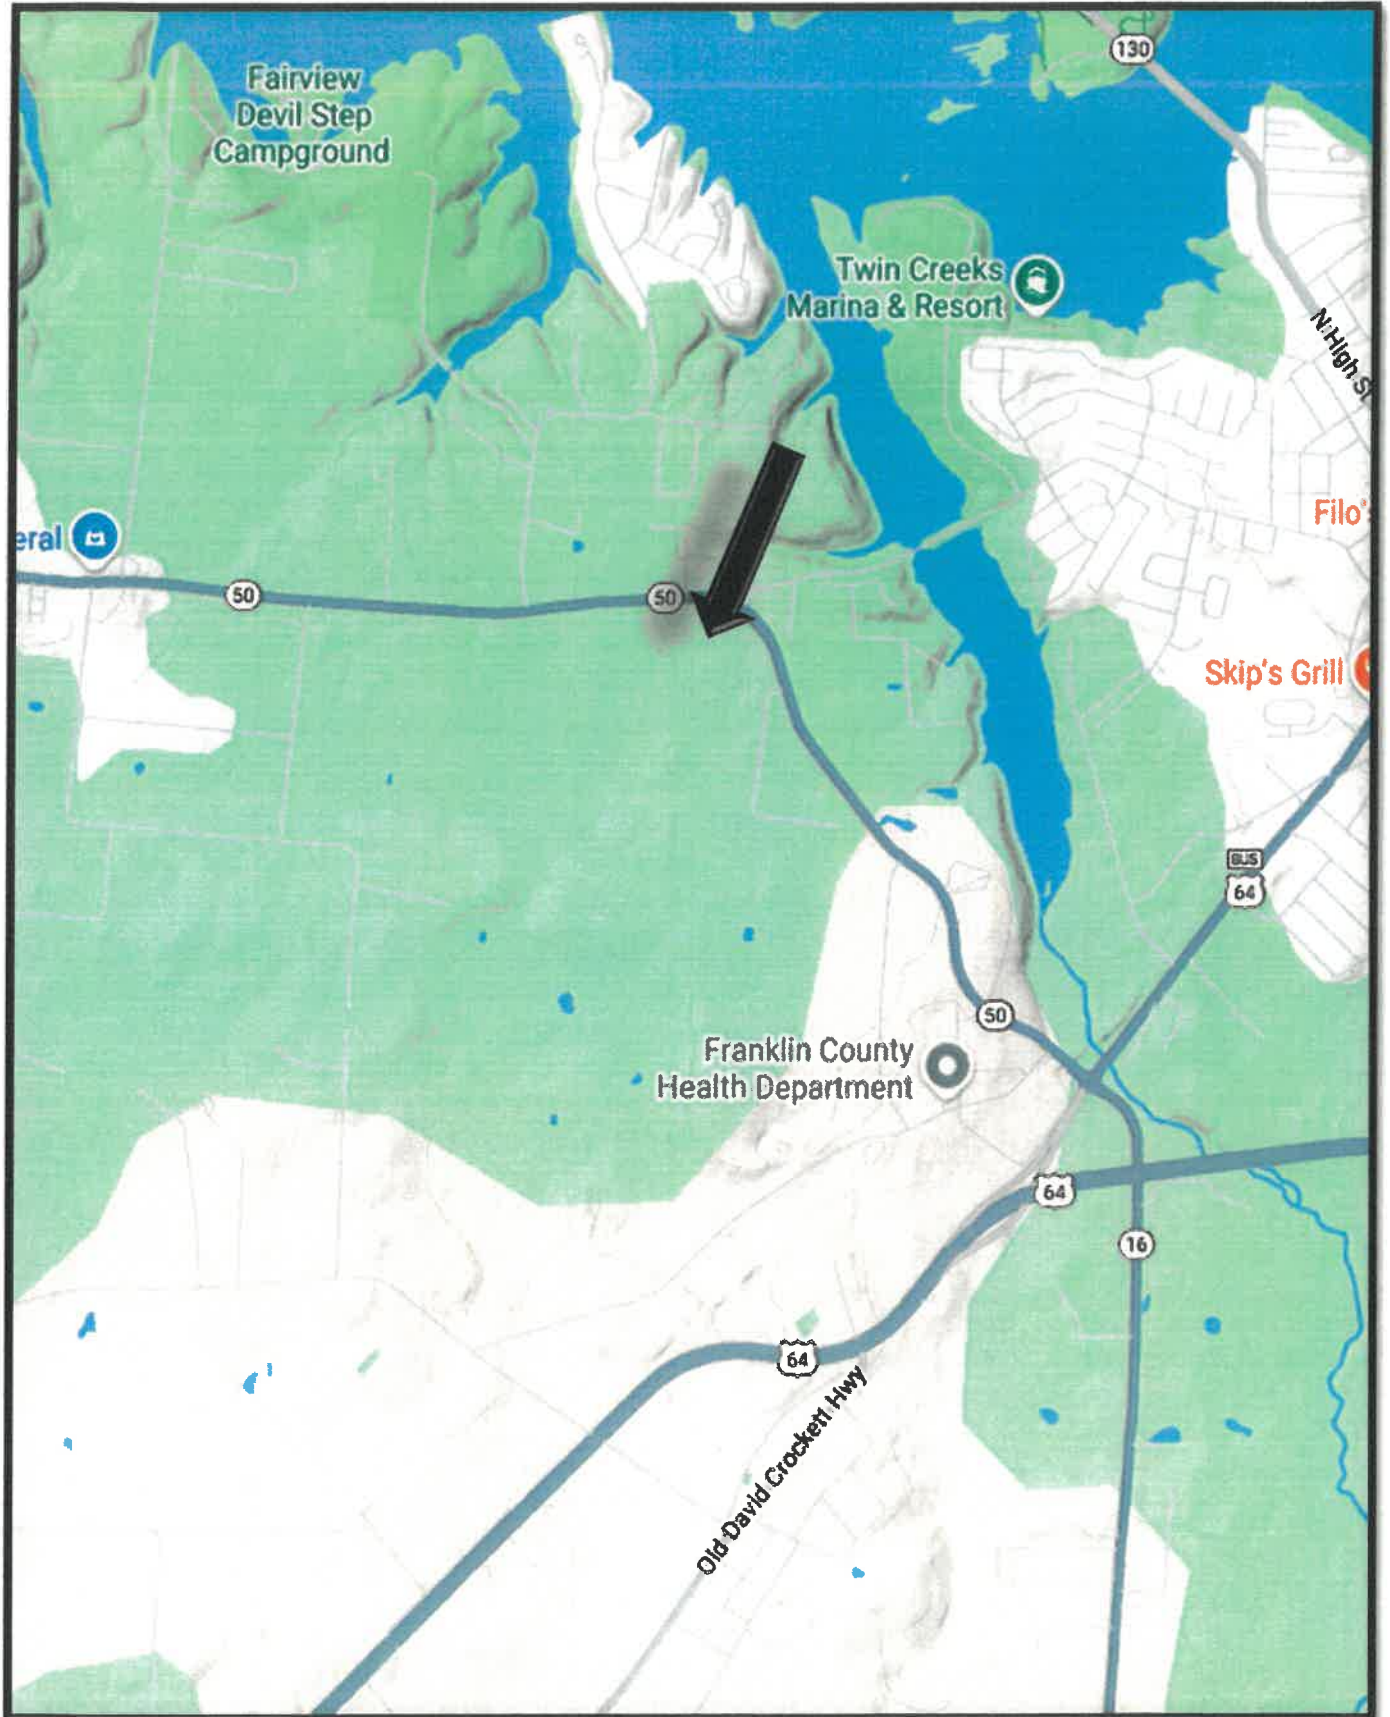 130
Fairview
Devil Step
Campground
Twin Creeks
Marina & Resort
N High St
Filo'
eral
50
50
Skip's Grill
BUS
64
50
Franklin County
Health Department
64
16
64
Old David Crockett Hwy